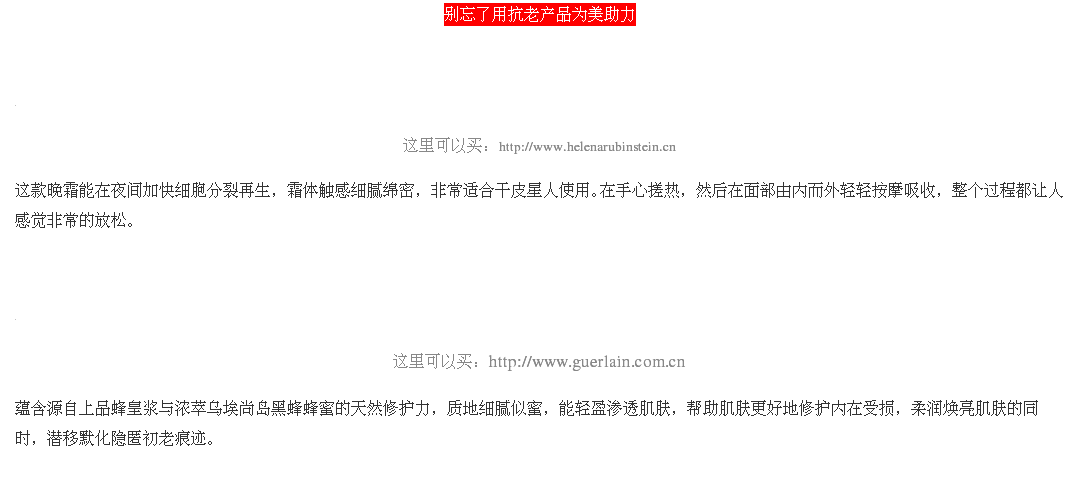 别忘了用抗老产品为美助力
这里可以买：http://www.helenarubinstein.cn
这款晚霜能在夜间加快细胞分裂再生，霜体触感细腻绵密，非常适合干皮星人使用。在手心搓热，然后在面部由内而外轻轻按摩吸收，整个过程都让人
感觉非常的放松。
这里可以买：http://www.guerlain.com.cn
蕴含源自上品蜂皇浆与浓萃乌埃尚岛黑蜂蜂蜜的天然修护力，质地细腻似蜜，能轻盈渗透肌肤，帮助肌肤更好地修护内在受损，柔润焕亮肌肤的同
时，潜移默化隐匿初老痕迹。